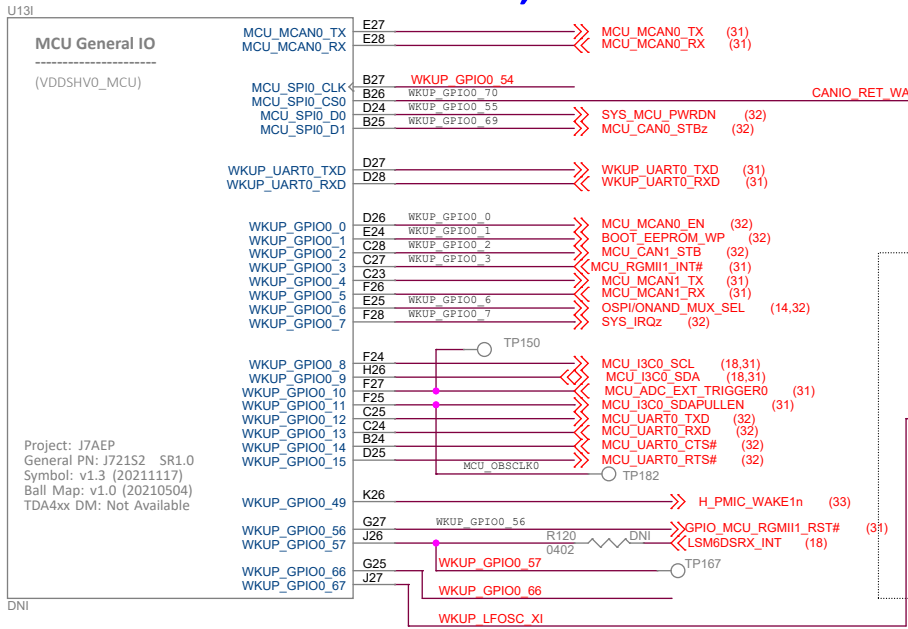 U13I
MCU General IO
----------------------
(VDDSHV0_MCU)
MCU_MCAN0_TX E27 MCU_MCAN0_TX (31)
MCU_MCAN0_RX E28 MCU_MCAN0_RX (31)
MCU_SPI0_CLK B27 WKUP_GPIO0_54
MCU_SPI0_CS0 B26 WKUP_GPIO0_70 CANIO_RET_WA
MCU_SPI0_D0 D24 WKUP_GPIO0_55 SYS_MCU_PWRDN (32)
MCU_SPI0_D1 B25 WKUP_GPIO0_69 MCU_CAN0_STBz (32)
WKUP_UART0_TXD D27 WKUP_UART0_TXD (31)
WKUP_UART0_RXD D28 WKUP_UART0_RXD (31)
WKUP_GPIO0_0 D26 WKUP_GPIO0_0 MCU_MCAN0_EN (32)
WKUP_GPIO0_1 E24 WKUP_GPIO0_1 BOOT_EEPROM_WP (32)
WKUP_GPIO0_2 C28 WKUP_GPIO0_2 MCU_CAN1_STB (32)
WKUP_GPIO0_3 C27 WKUP_GPIO0_3 MCU_RGMII1_INT# (31)
WKUP_GPIO0_4 C23 MCU_MCAN1_TX (31)
WKUP_GPIO0_5 F26 MCU_MCAN1_RX (31)
WKUP_GPIO0_6 E25 WKUP_GPIO0_6 OSPI/ONAND_MUX_SEL (14,32)
WKUP_GPIO0_7 F28 WKUP_GPIO0_7 SYS_IRQz (32)
TP150
WKUP_GPIO0_8 F24 MCU_I3C0_SCL (18,31)
WKUP_GPIO0_9 H26 MCU_I3C0_SDA (18,31)
WKUP_GPIO0_10 F27 MCU_ADC_EXT_TRIGGER0 (31)
WKUP_GPIO0_11 F25 MCU_I3C0_SDAPULLEN (31)
WKUP_GPIO0_12 C25 MCU_UART0_TXD (32)
WKUP_GPIO0_13 C24 MCU_UART0_RXD (32)
WKUP_GPIO0_14 B24 MCU_UART0_CTS# (32)
WKUP_GPIO0_15 D25 MCU_UART0_RTS# (32)
MCU_OBSCLK0 TP182
Project: J7AEP
General PN: J721S2 SR1.0
Symbol: v1.3 (20211117)
Ball Map: v1.0 (20210504)
TDA4xx DM: Not Available
WKUP_GPIO0_49 K26 H_PMIC_WAKE1n (33)
WKUP_GPIO0_56 G27 WKUP_GPIO0_56 GPIO_MCU_RGMII1_RST# (31)
WKUP_GPIO0_57 J26 R120 DNI LSM6DSRX_INT (18)
0402
WKUP_GPIO0_57 TP167
WKUP_GPIO0_66 G25
WKUP_GPIO0_67 J27
WKUP_GPIO0_66
DNI
WKUP_LFOSC_XI